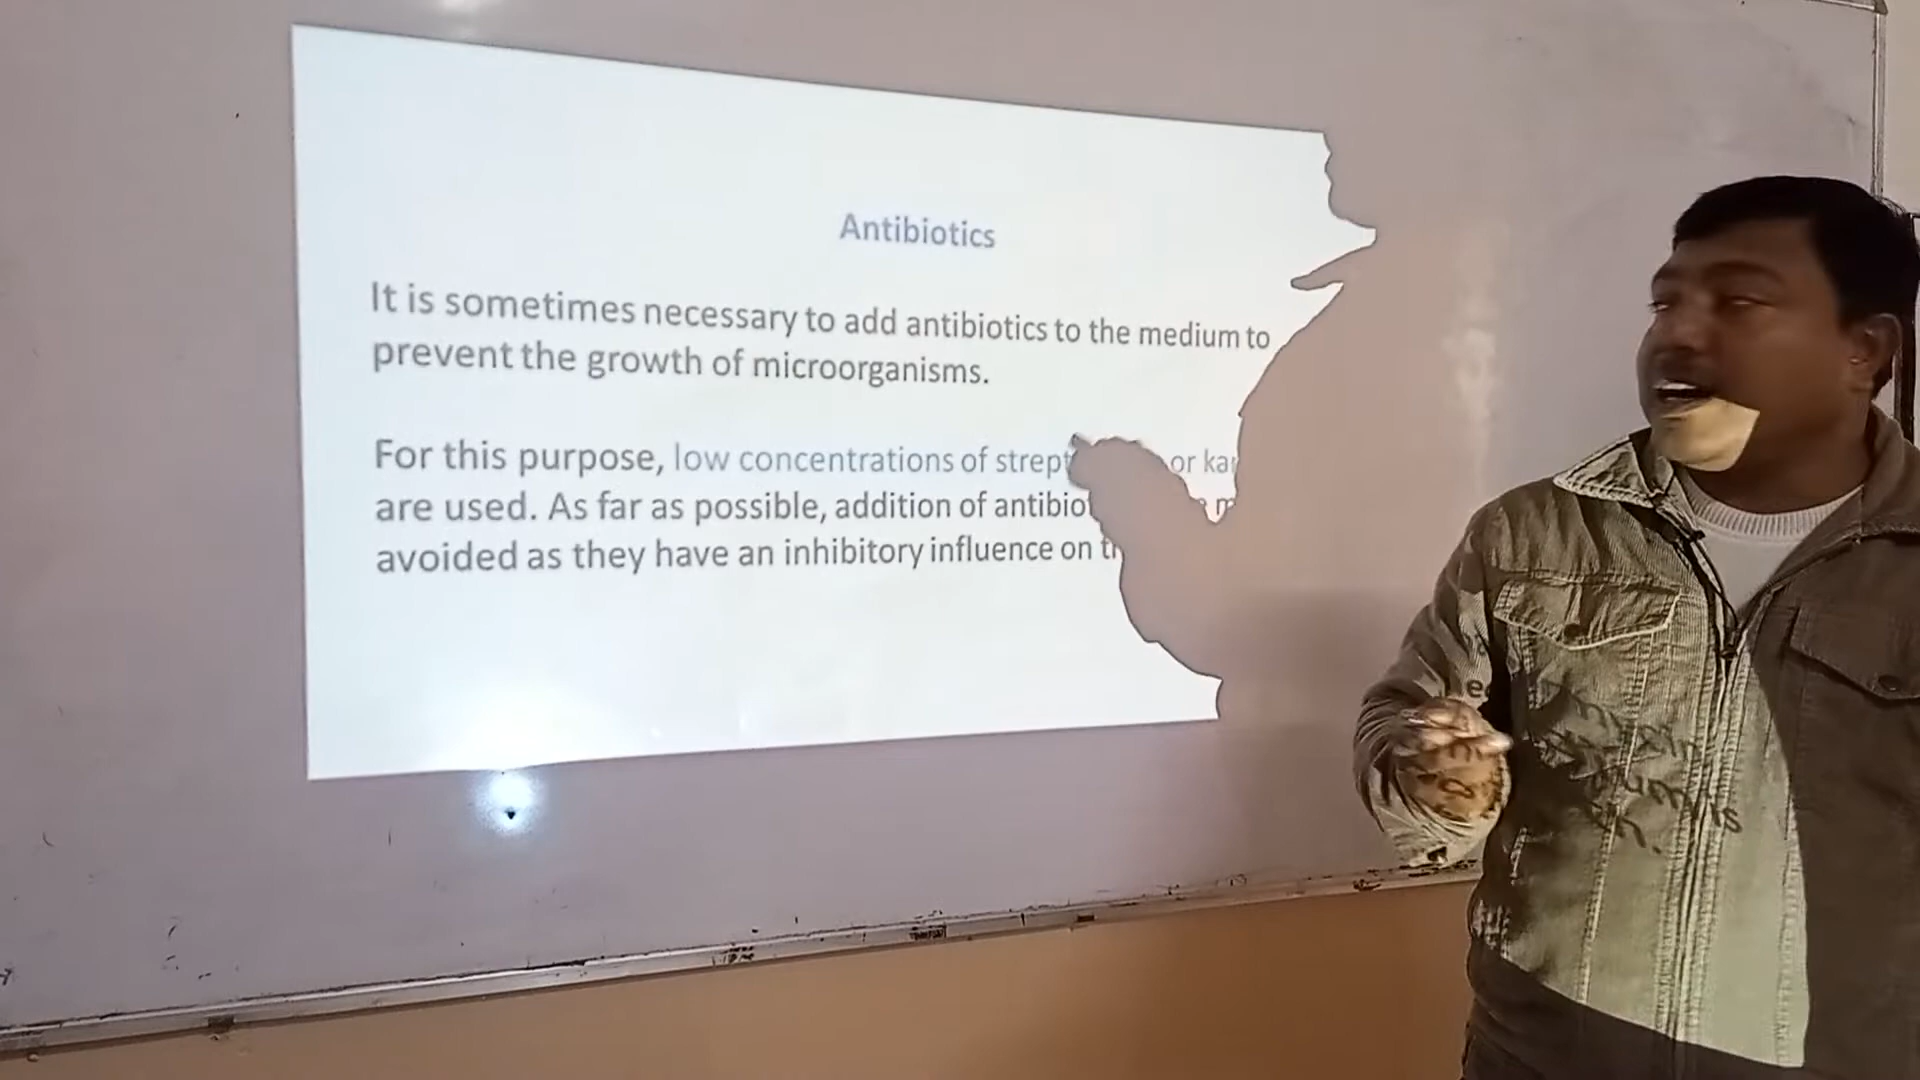 Antibiotics
It is sometimes necessary to add antibiotics to the medium to
prevent the growth of microorganisms.
For this purpose, low concentrations of or
are used. As far as possible, addition of
avoided as they have an inhibitory influence on